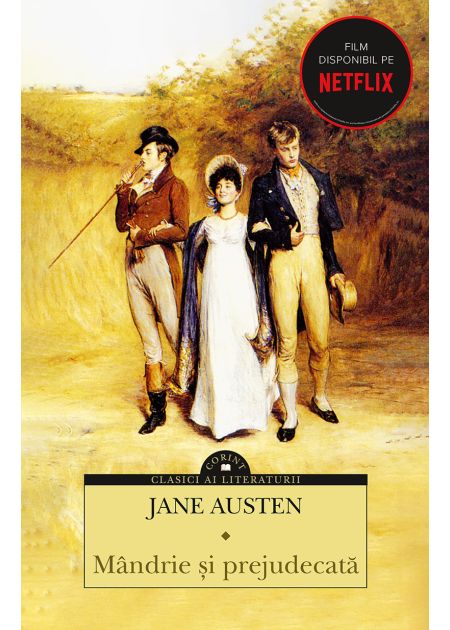 FILM
DISPONIBIL PE
NETFLIX
CORINT
CLASICI AI LITERATURII
JANE AUSTEN
Mândrie și prejudecată